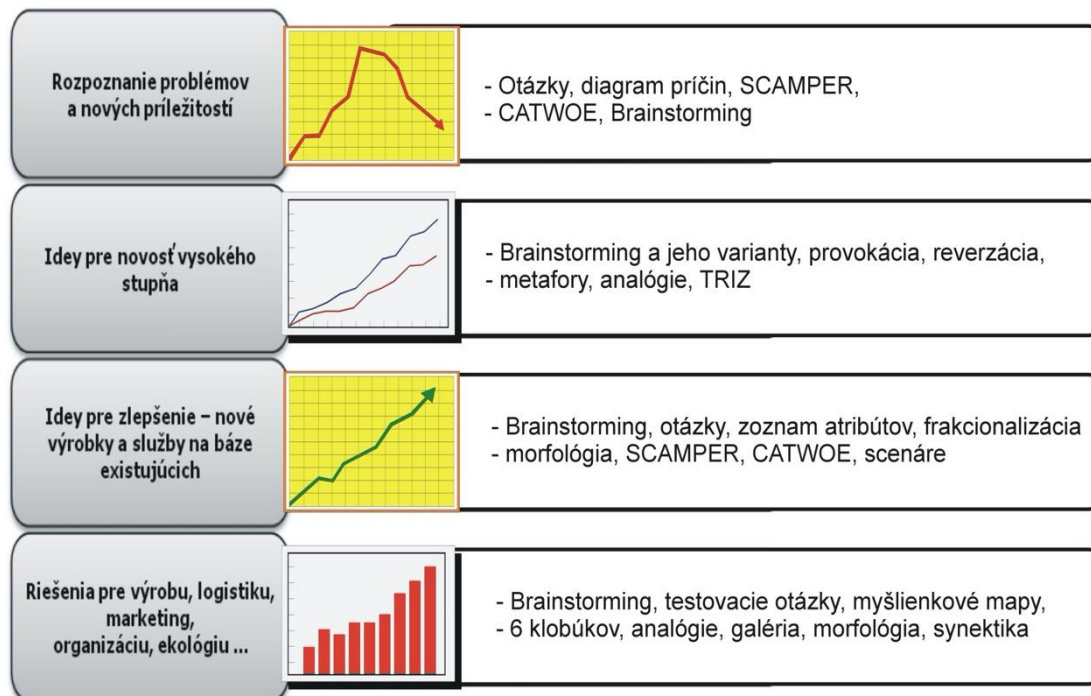 Rozpoznanie problémov
a nových príležitostí
- Otázky, diagram príčin, SCAMPER,
- CATWOE, Brainstorming
Idey pre novosť vysokého
stupňa
- Brainstorming a jeho varianty, provokácia, reverzácia,
- metafory, analógie, TRIZ
Idey pre zlepšenie – nové
výrobky a služby na báze
existujúcich
- Brainstorming, otázky, zoznam atribútov, frakcionalizácia
- morfológia, SCAMPER, CATWOE, scenáre
Riešenia pre výrobu, logistiku,
marketing,
organizáciu, ekológiu ...
- Brainstorming, testovacie otázky, myšlienkové mapy,
- 6 klobúkov, analógie, galéria, morfológia, synektika